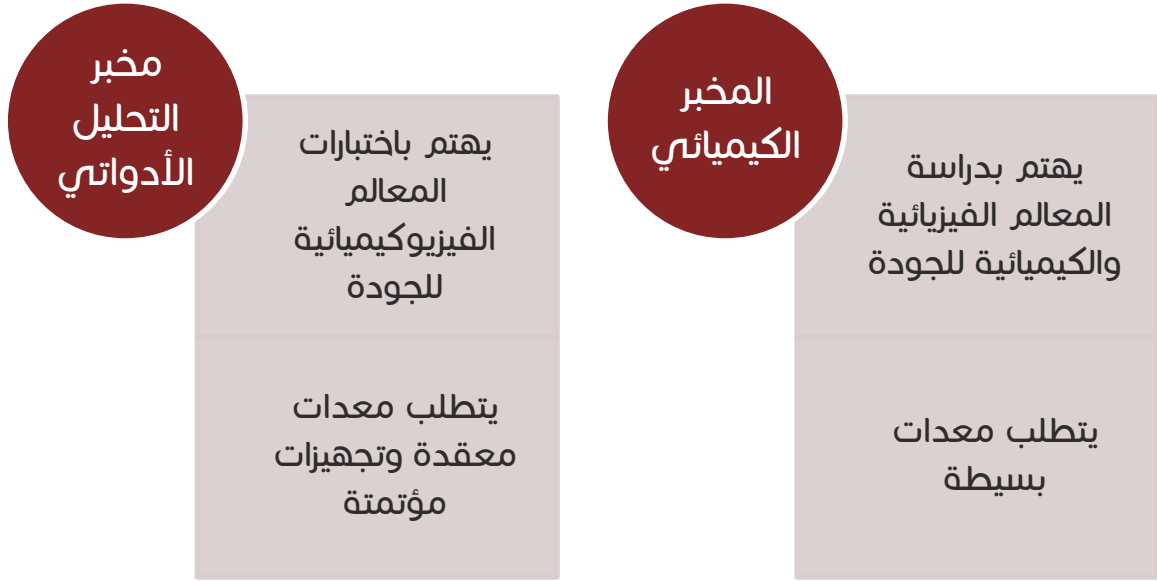 المخبر
الكيميائي
يهتم بدراسة
المعالم الفيزيائية
والكيميائية للجودة
يتطلب معدات
بسيطة
مخبر
التحليل
الأدواتي
يهتم باختبارات
المعالم
الفيزيوكيميائية
للجودة
يتطلب معدات
معقدة وتجهيزات
مؤتمتة